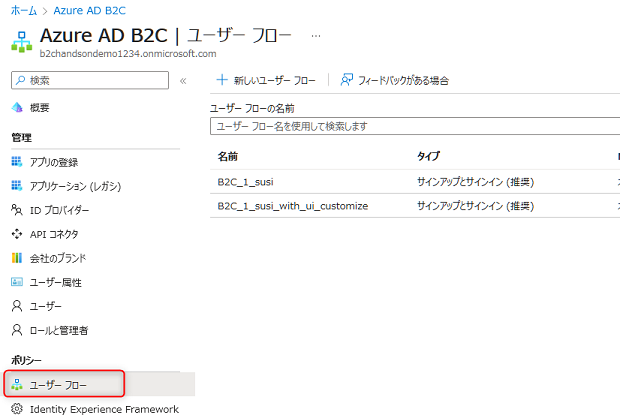 ホーム > Azure AD B2C
Azure AD B2C | ユーザー フロー ...
b2chandsondemo1234.onmicrosoft.com
検索 «
概要
管理
アプリの登録
アプリケーション (レガシ)
ID プロバイダー
API コネクタ
会社のブランド
ユーザー属性
ユーザー
ロールと管理者
ポリシー
ユーザー フロー
Identity Experience Framework
+ 新しいユーザー フロー フィードバックがある場合
ユーザー フローの名前
ユーザー フロー名を使用して検索します
名前 タイプ
B2C_1_susi サインアップとサインイン (推奨)
B2C_1_susi_with_ui_customize サインアップとサインイン (推奨)